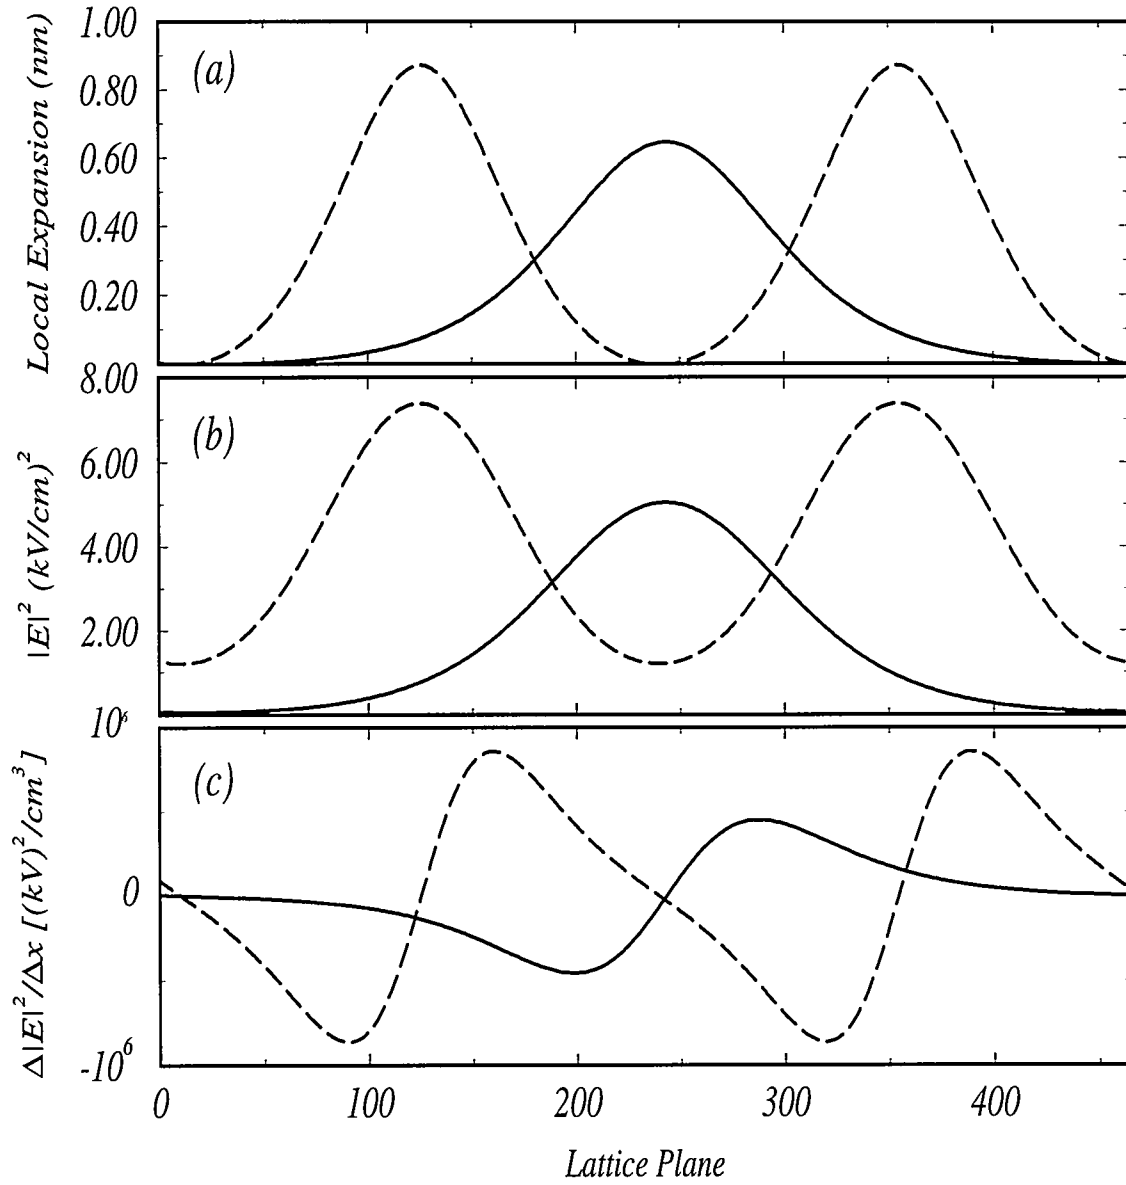 1.00
(a)
0.80
0.60
0.40
0.20
Local Expansion (nm)
8.00
(b)
6.00
4.00
2.00
|E|² (kV/cm)²
10⁶
(c)
0
-10⁶
Δ|E|²/Δx [(kV)²/cm³]
0 100 200 300 400
Lattice Plane